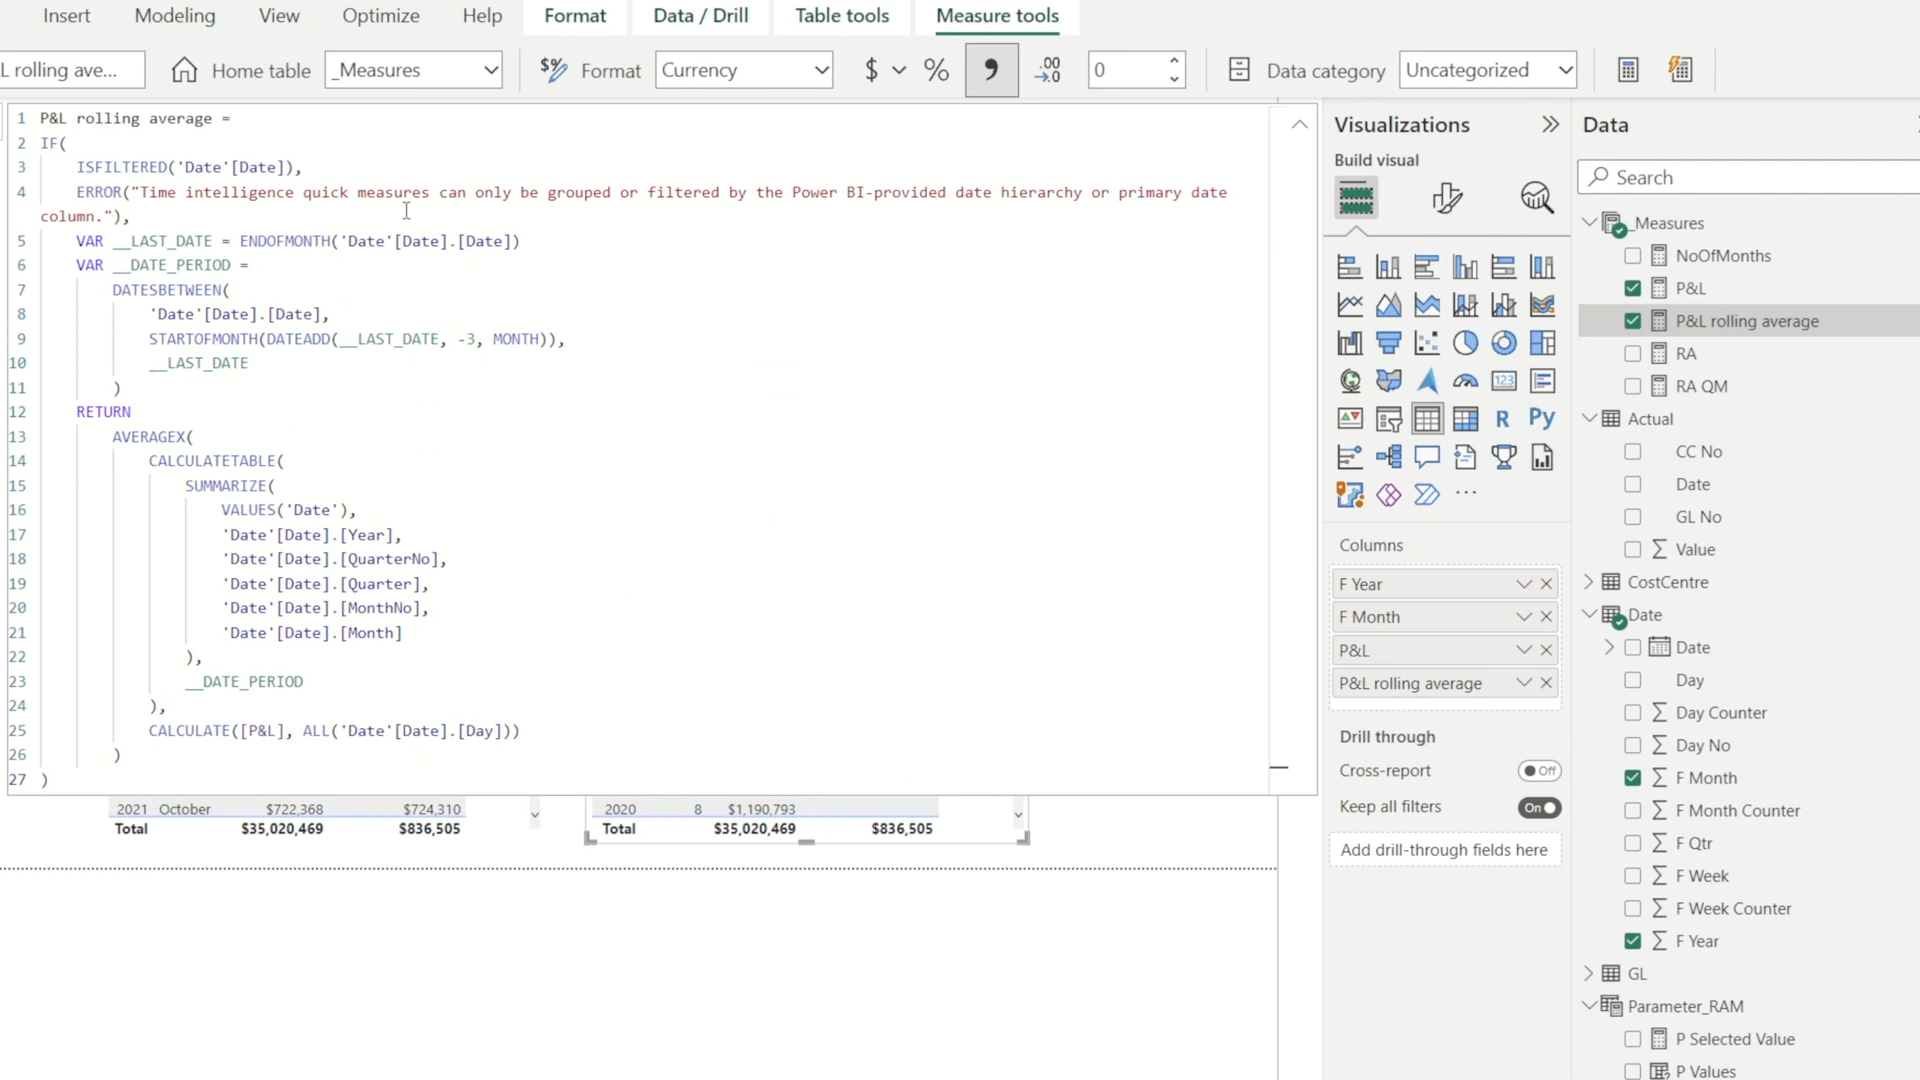 Insert Modeling View Optimize Help Format Data / Drill Table tools Measure tools
L rolling ave... Home table _Measures $% Format Currency $ % , .00 →.0 0 Data category Uncategorized
1 P&L rolling average =
2 IF(
3 ISFILTERED('Date'[Date]),
4 ERROR("Time intelligence quick measures can only be grouped or filtered by the Power BI-provided date hierarchy or primary date
column."),
5 VAR __LAST_DATE = ENDOFMONTH('Date'[Date].[Date])
6 VAR __DATE_PERIOD =
7 DATESBETWEEN(
8 'Date'[Date].[Date],
9 STARTOFMONTH(DATEADD(__LAST_DATE, -3, MONTH)),
10 __LAST_DATE
11 )
12 RETURN
13 AVERAGEX(
14 CALCULATETABLE(
15 SUMMARIZE(
16 VALUES('Date'),
17 'Date'[Date].[Year],
18 'Date'[Date].[QuarterNo],
19 'Date'[Date].[Quarter],
20 'Date'[Date].[MonthNo],
21 'Date'[Date].[Month]
22 ),
23 __DATE_PERIOD
24 ),
25 CALCULATE([P&L], ALL('Date'[Date].[Day]))
26 )
27 )
2021 October $722,368 $724,310
Total $35,020,469 $836,505
2020 8 $1,190,793
Total $35,020,469 $836,505
Visualizations
Build visual
123
R Py
...
Columns
F Year
F Month
P&L
P&L rolling average
Drill through
Cross-report Off
Keep all filters On
Add drill-through fields here
Data
Search
_Measures
NoOfMonths
P&L
P&L rolling average
RA
RA QM
Actual
CC No
Date
GL No
Σ Value
CostCentre
Date
Date
Day
Σ Day Counter
Σ Day No
Σ F Month
Σ F Month Counter
Σ F Qtr
Σ F Week
Σ F Week Counter
Σ F Year
GL
Parameter_RAM
P Selected Value
P Values